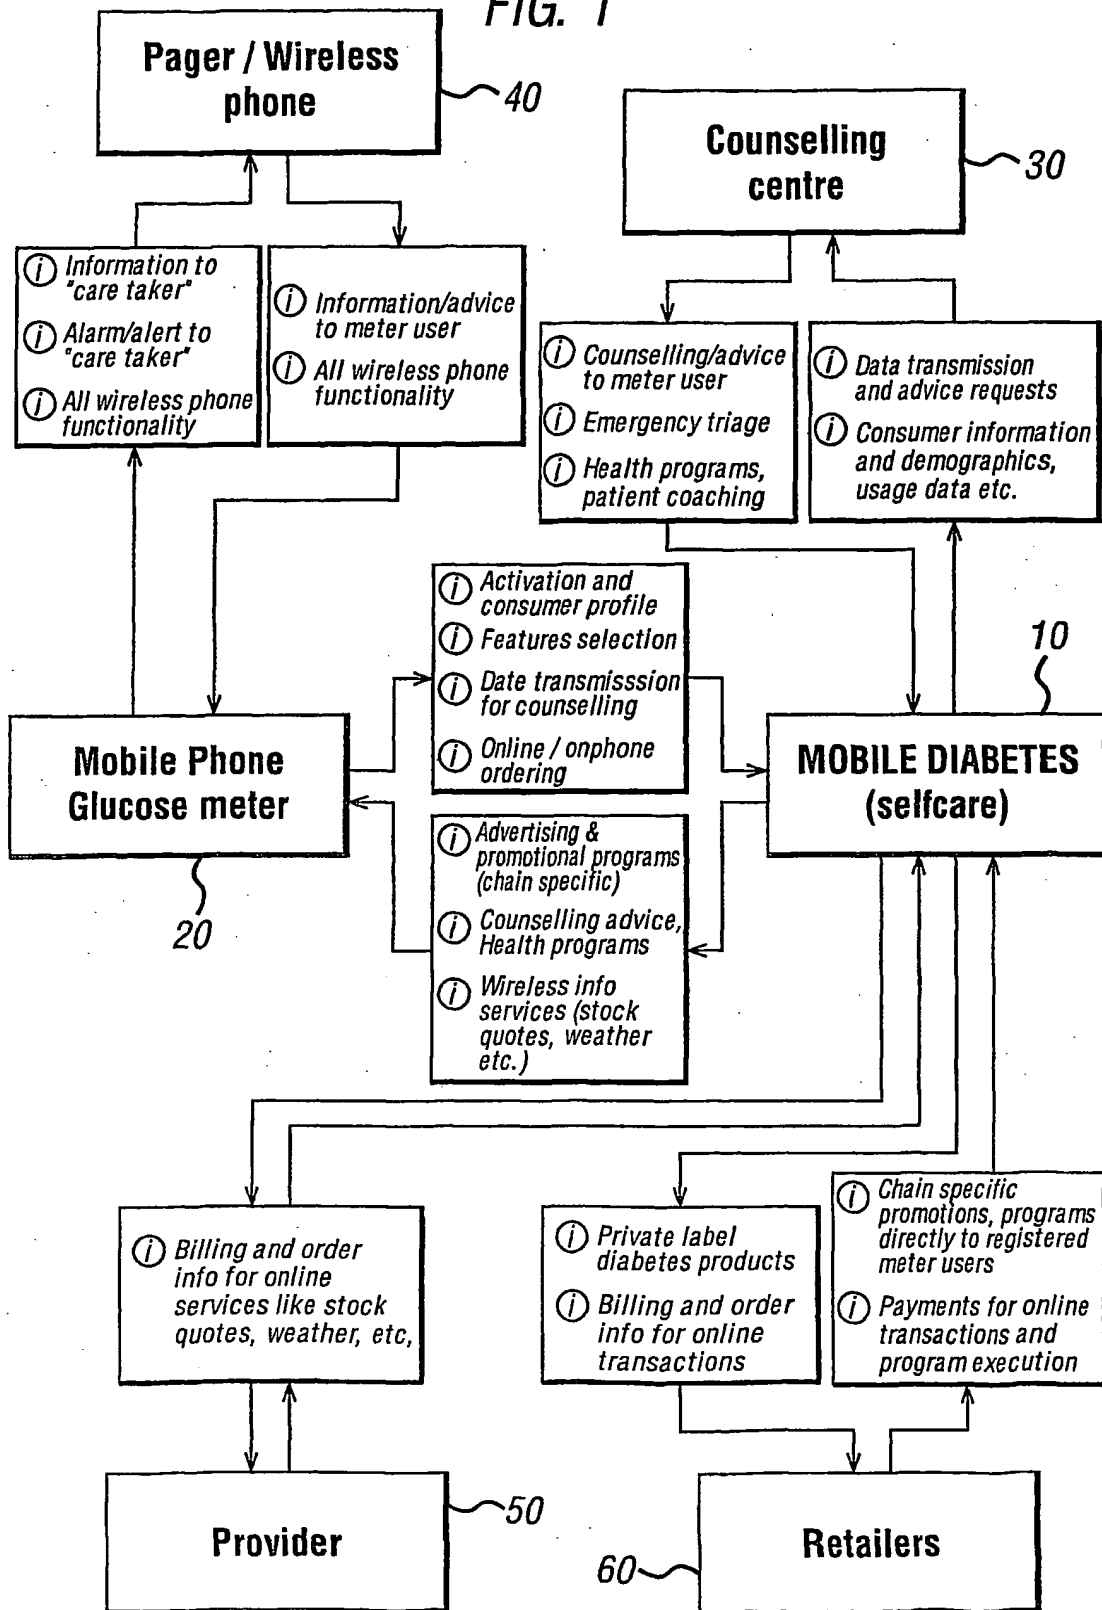 FIG. 1
Pager / Wireless
phone
40
Counselling
centre
30
i Information to
"care taker"
i Alarm/alert to
"care taker"
i All wireless phone
functionality
i Information/advice
to meter user
i All wireless phone
functionality
i Counselling/advice
to meter user
i Emergency triage
i Health programs,
patient coaching
i Data transmission
and advice requests
i Consumer information
and demographics,
usage data etc.
i Activation and
consumer profile
i Features selection
i Date transmisssion
for counselling
i Online / onphone
ordering
10
Mobile Phone
Glucose meter
20
MOBILE DIABETES
(selfcare)
i Advertising &
promotional programs
(chain specific)
i Counselling advice,
Health programs
i Wireless info
services (stock
quotes, weather
etc.)
i Billing and order
info for online
services like stock
quotes, weather, etc,
i Private label
diabetes products
i Billing and order
info for online
transactions
i Chain specific
promotions, programs
directly to registered
meter users
i Payments for online
transactions and
program execution
Provider
50
Retailers
60